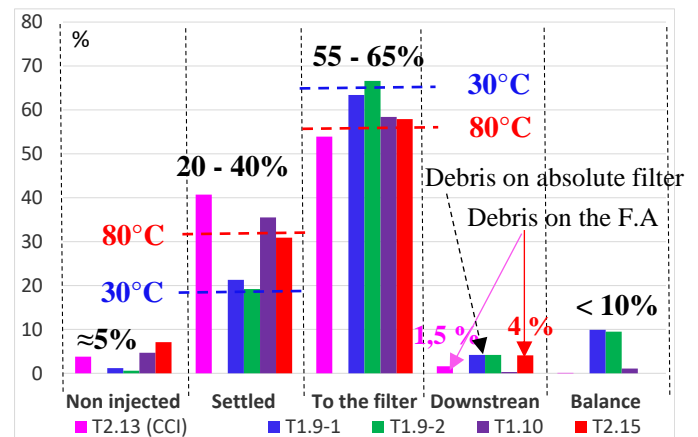 80
%
70
55 - 65%
30°C
60
80°C
50
20 - 40%
Debris on absolute filter
40
Debris on the F.A
80°C
30
30°C
20
< 10%
10
≈5%
1,5 %
4 %
0
Non injected Settled To the filter Downstrean Balance
T2.13 (CCI) T1.9-1 T1.9-2 T1.10 T2.15